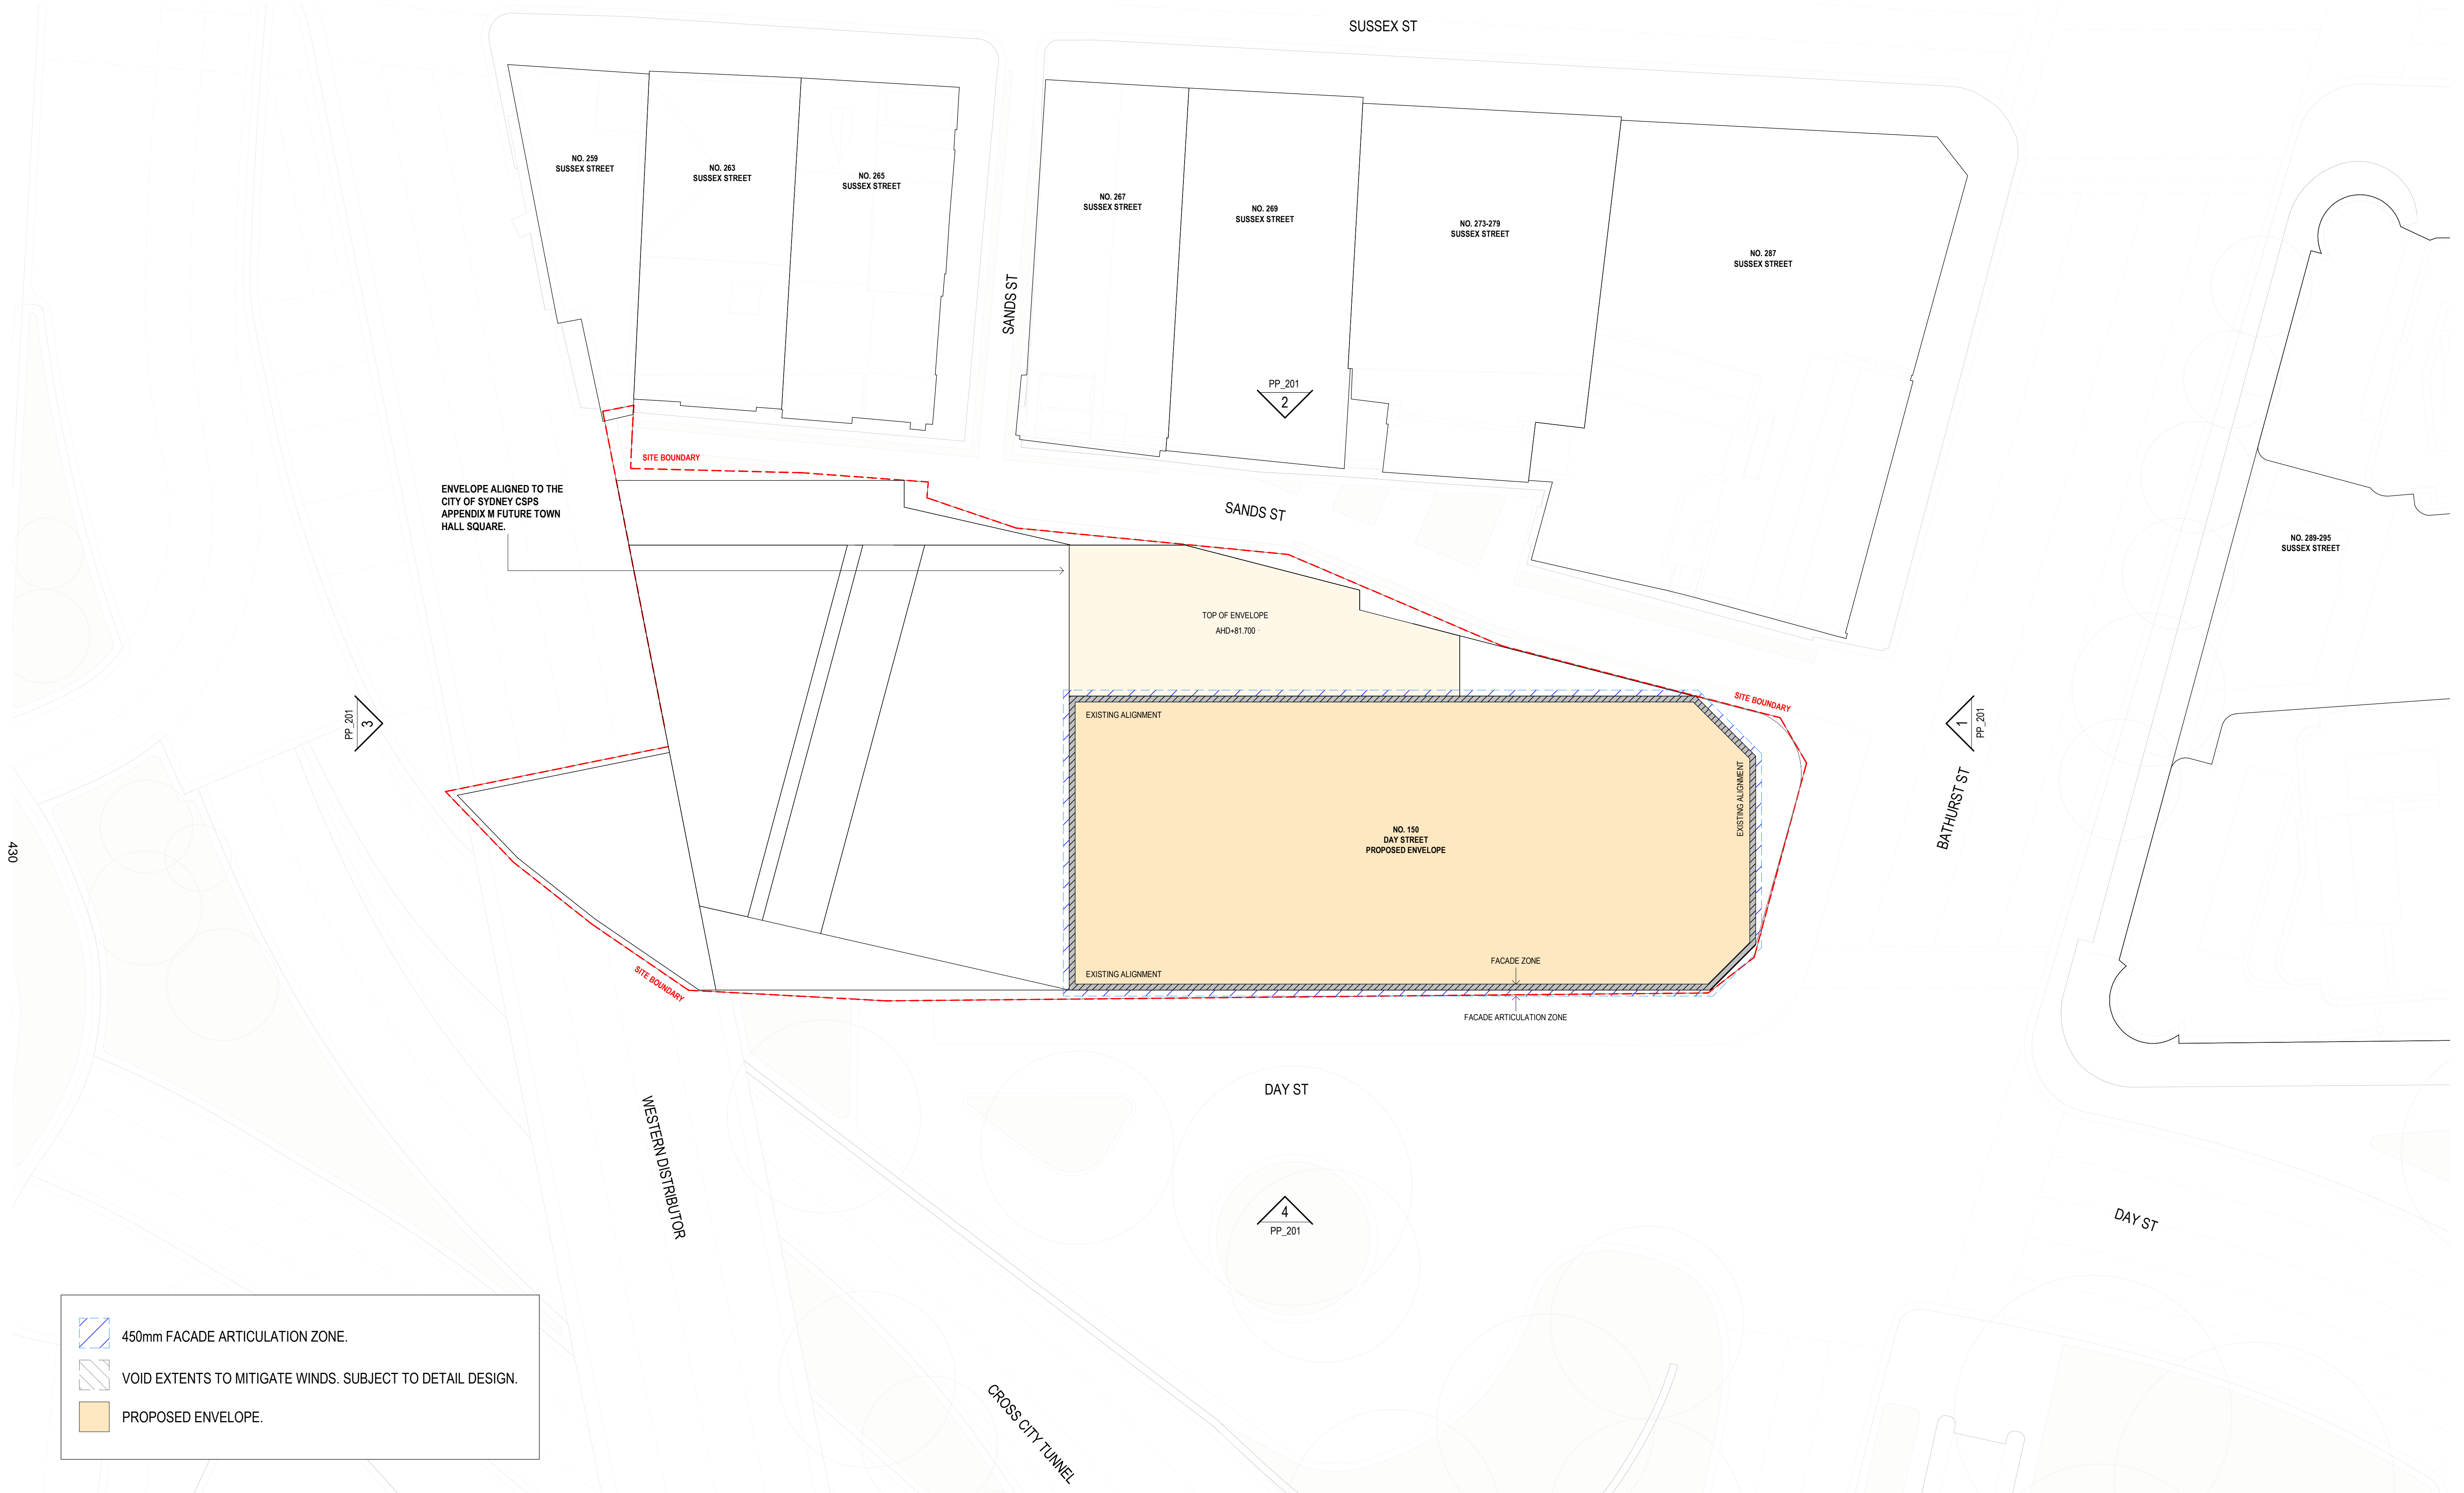 SUSSEX ST
NO. 259
SUSSEX STREET
NO. 263
SUSSEX STREET
NO. 265
SUSSEX STREET
NO. 267
SUSSEX STREET
NO. 269
SUSSEX STREET
NO. 273-279
SUSSEX STREET
NO. 287
SUSSEX STREET
SANDS ST
PP_201
2
SITE BOUNDARY
ENVELOPE ALIGNED TO THE
CITY OF SYDNEY CSPS
APPENDIX M FUTURE TOWN
HALL SQUARE.
SANDS ST
NO. 289-295
SUSSEX STREET
TOP OF ENVELOPE
AHD+81.700
SITE BOUNDARY
PP_201
3
EXISTING ALIGNMENT
EXISTING ALIGNMENT
1
PP_201
BATHURST ST
NO. 150
DAY STREET
PROPOSED ENVELOPE
430
FACADE ZONE
EXISTING ALIGNMENT
SITE BOUNDARY
FACADE ARTICULATION ZONE
DAY ST
WESTERN DISTRIBUTOR
4
PP_201
DAY ST
450mm FACADE ARTICULATION ZONE.
VOID EXTENTS TO MITIGATE WINDS. SUBJECT TO DETAIL DESIGN.
PROPOSED ENVELOPE.
CROSS CITY TUNNEL